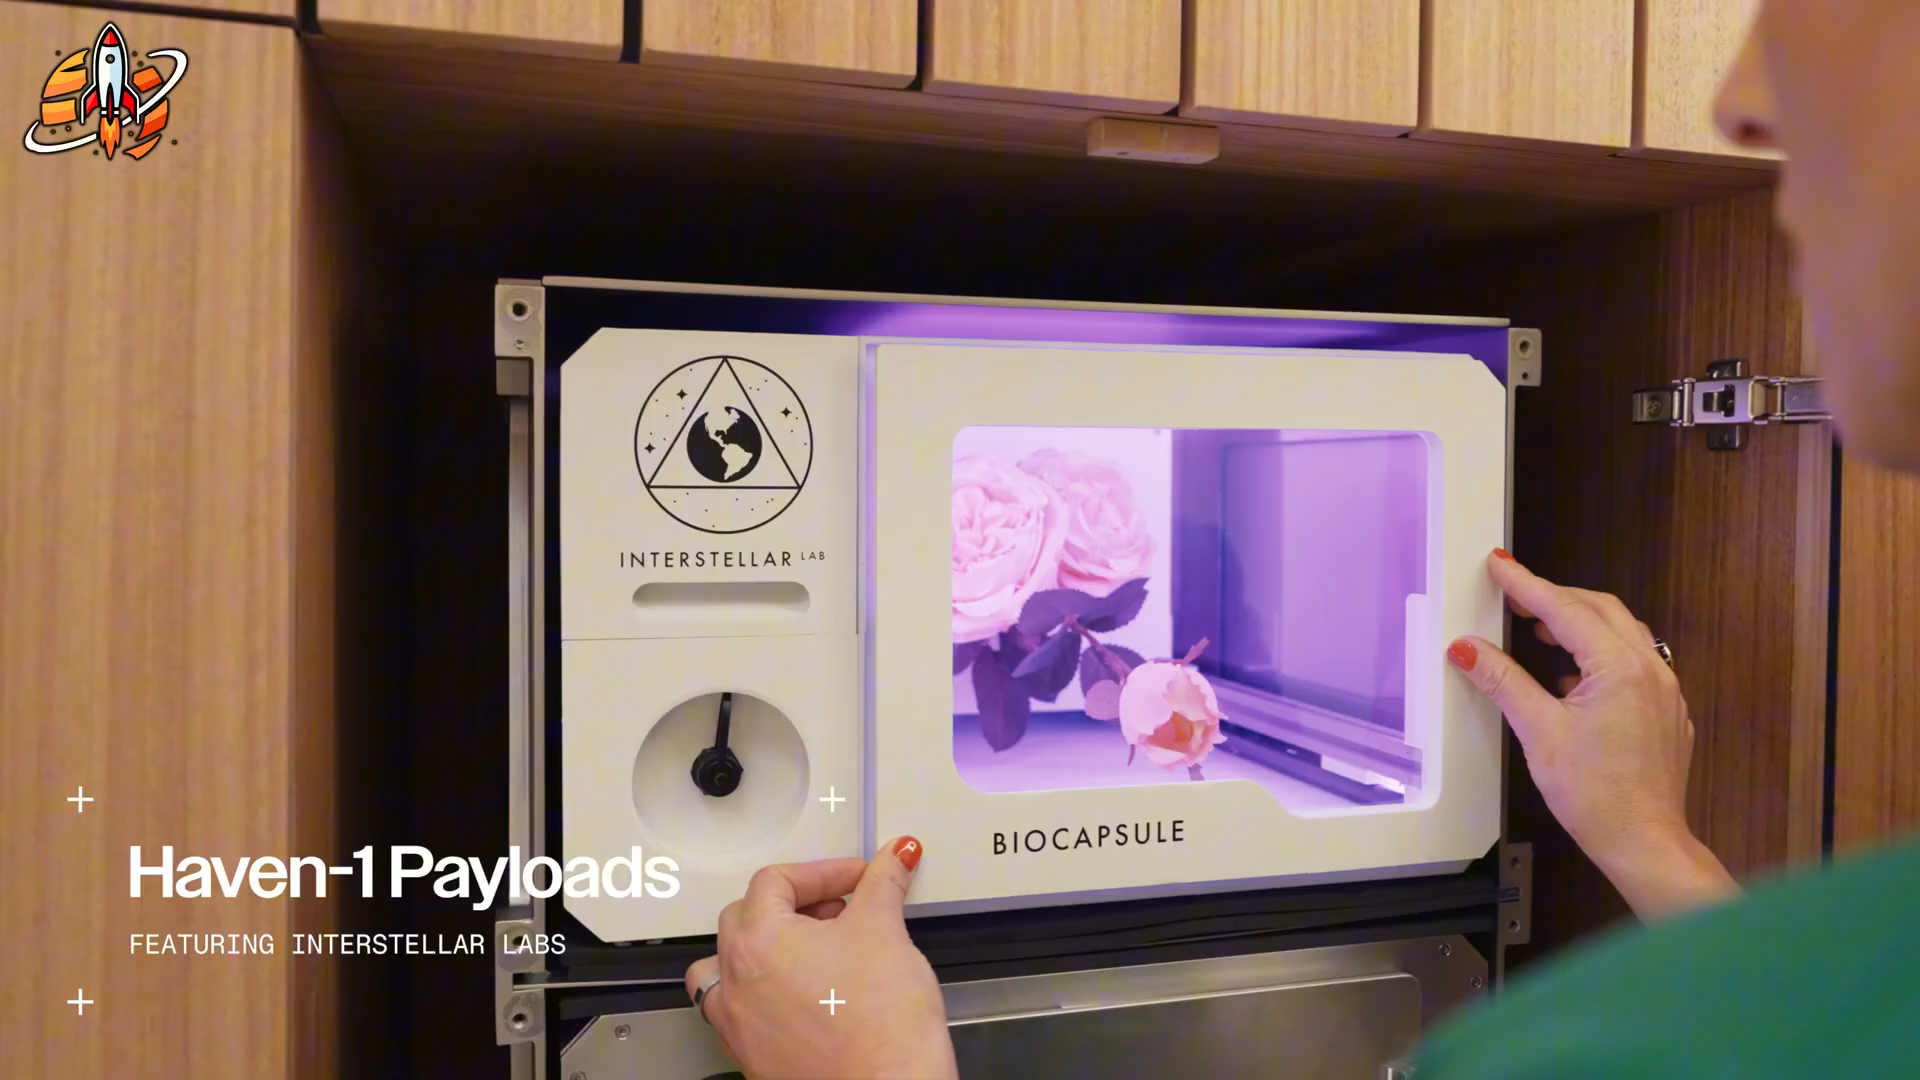 INTERSTELLAR LAB
BIOCAPSULE
Haven-1 Payloads
FEATURING INTERSTELLAR LABS